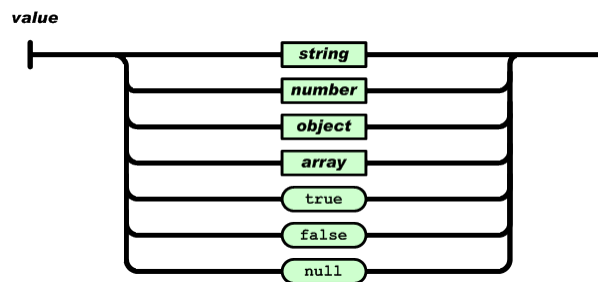 value
string
number
object
array
true
false
null